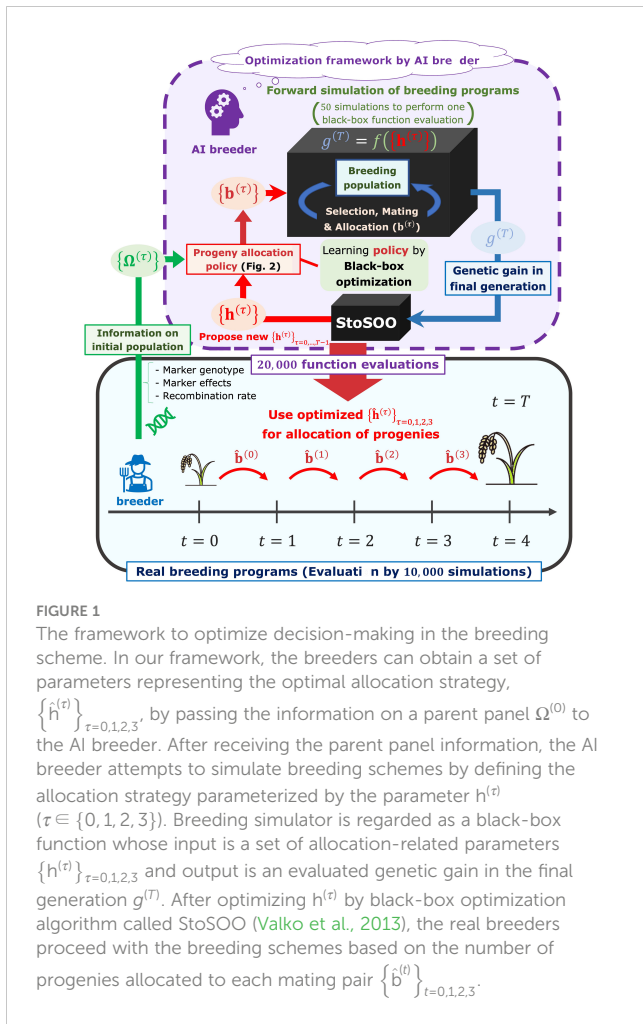 Optimization framework by AI bre der
Forward simulation of breeding programs
(50 simulations to perform one
black-box function evaluation)
AI breeder
g^(T) = f({h^(τ)})
Breeding
population
{b^(τ)}
Selection, Mating
& Allocation (b^(τ))
g^(T)
{Ω^(τ)}
Progeny allocation
policy (Fig. 2)
Learning policy by
Black-box
optimization
Genetic gain in
final generation
{h^(τ)}
StoSOO
Information on
initial population
Propose new {h^(τ)}_τ=0,...,T−1
20,000 function evaluations
- Marker genotype
- Marker effects
- Recombination rate
Use optimized {ĥ^(τ)}_τ=0,1,2,3
for allocation of progenies
t = T
b̂^(0) b̂^(1) b̂^(2) b̂^(3)
breeder
t = 0 t = 1 t = 2 t = 3 t = 4
Real breeding programs (Evaluati n by 10,000 simulations)
FIGURE 1
The framework to optimize decision-making in the breeding
scheme. In our framework, the breeders can obtain a set of
parameters representing the optimal allocation strategy,
{ĥ^(τ)}_τ=0,1,2,3, by passing the information on a parent panel Ω^(0) to
the AI breeder. After receiving the parent panel information, the AI
breeder attempts to simulate breeding schemes by defining the
allocation strategy parameterized by the parameter h^(τ)
(τ ∈ {0, 1, 2, 3}). Breeding simulator is regarded as a black-box
function whose input is a set of allocation-related parameters
{h^(τ)}_τ=0,1,2,3 and output is an evaluated genetic gain in the final
generation g^(T). After optimizing h^(τ) by black-box optimization
algorithm called StoSOO (Valko et al., 2013), the real breeders
proceed with the breeding schemes based on the number of
progenies allocated to each mating pair {b̂^(t)}_t=0,1,2,3.